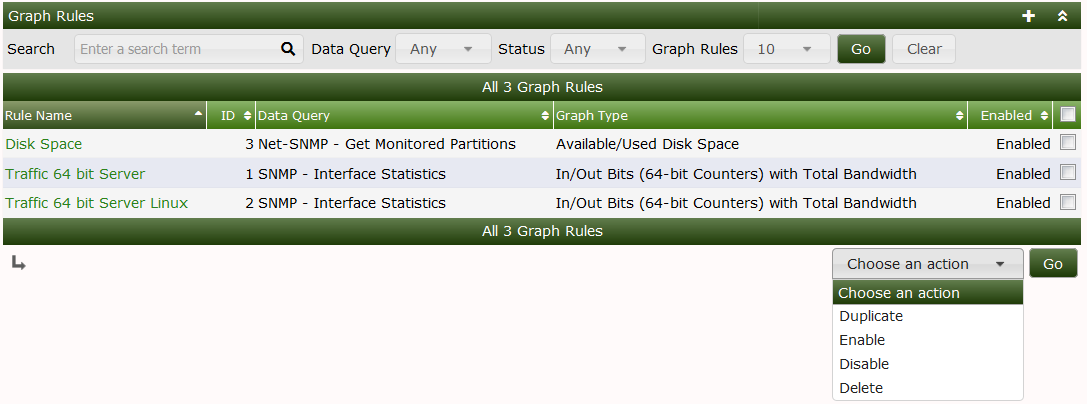 Graph Rules
Search Enter a search term Data Query Any Status Any Graph Rules 10 Go Clear
All 3 Graph Rules
Rule Name ID Data Query Graph Type Enabled
Disk Space 3 Net-SNMP - Get Monitored Partitions Available/Used Disk Space Enabled
Traffic 64 bit Server 1 SNMP - Interface Statistics In/Out Bits (64-bit Counters) with Total Bandwidth Enabled
Traffic 64 bit Server Linux 2 SNMP - Interface Statistics In/Out Bits (64-bit Counters) with Total Bandwidth Enabled
All 3 Graph Rules
Choose an action Go
Choose an action
Duplicate
Enable
Disable
Delete